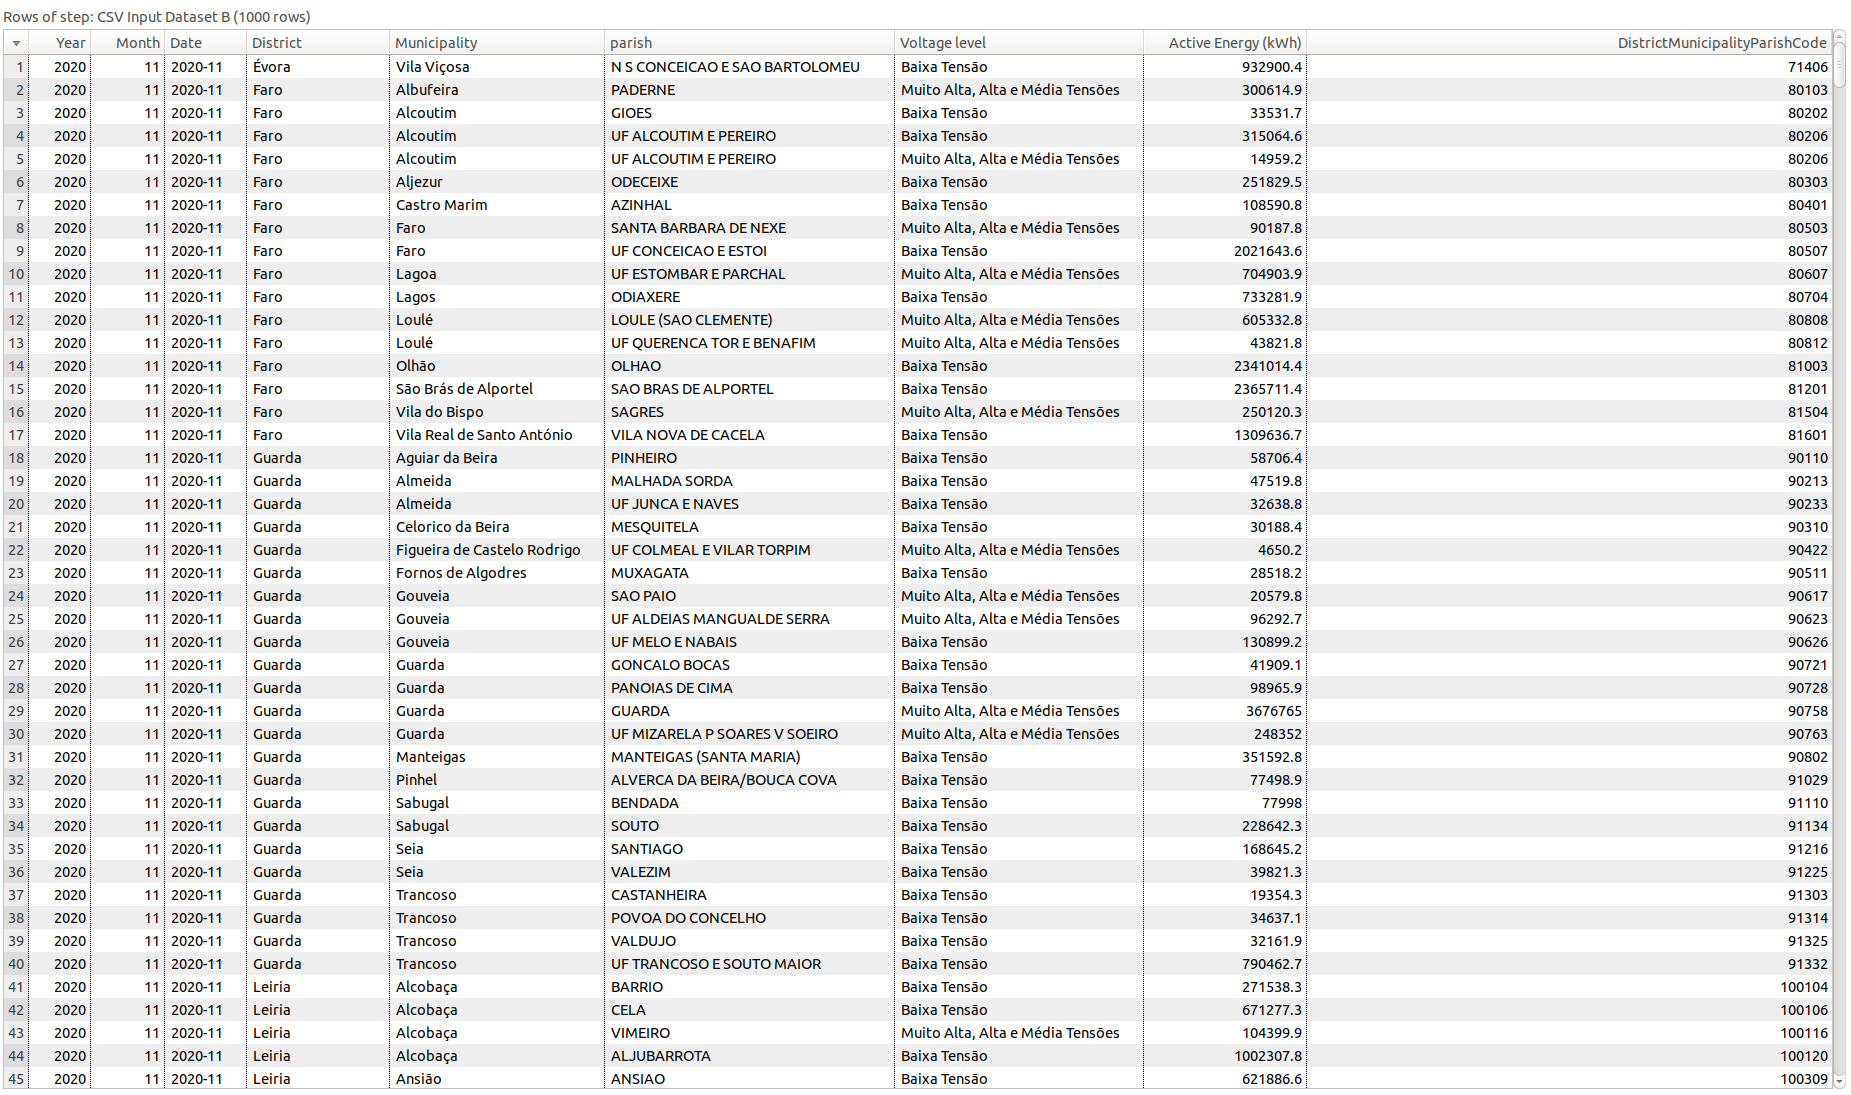 Rows of step: CSV Input Dataset B (1000 rows)
Year Month Date District Municipality parish Voltage level Active Energy (kWh) DistrictMunicipalityParishCode
1 2020 11 2020-11 Évora Vila Viçosa N S CONCEICAO E SAO BARTOLOMEU Baixa Tensão 932900.4 71406
2 2020 11 2020-11 Faro Albufeira PADERNE Muito Alta, Alta e Média Tensões 300614.9 80103
3 2020 11 2020-11 Faro Alcoutim GIOES Baixa Tensão 33531.7 80202
4 2020 11 2020-11 Faro Alcoutim UF ALCOUTIM E PEREIRO Baixa Tensão 315064.6 80206
5 2020 11 2020-11 Faro Alcoutim UF ALCOUTIM E PEREIRO Muito Alta, Alta e Média Tensões 14959.2 80206
6 2020 11 2020-11 Faro Aljezur ODECEIXE Baixa Tensão 251829.5 80303
7 2020 11 2020-11 Faro Castro Marim AZINHAL Baixa Tensão 108590.8 80401
8 2020 11 2020-11 Faro Faro SANTA BARBARA DE NEXE Muito Alta, Alta e Média Tensões 90187.8 80503
9 2020 11 2020-11 Faro Faro UF CONCEICAO E ESTOI Baixa Tensão 2021643.6 80507
10 2020 11 2020-11 Faro Lagoa UF ESTOMBAR E PARCHAL Muito Alta, Alta e Média Tensões 704903.9 80607
11 2020 11 2020-11 Faro Lagos ODIAXERE Baixa Tensão 733281.9 80704
12 2020 11 2020-11 Faro Loulé LOULE (SAO CLEMENTE) Muito Alta, Alta e Média Tensões 605332.8 80808
13 2020 11 2020-11 Faro Loulé UF QUERENCA TOR E BENAFIM Muito Alta, Alta e Média Tensões 43821.8 80812
14 2020 11 2020-11 Faro Olhão OLHAO Baixa Tensão 2341014.4 81003
15 2020 11 2020-11 Faro São Brás de Alportel SAO BRAS DE ALPORTEL Baixa Tensão 2365711.4 81201
16 2020 11 2020-11 Faro Vila do Bispo SAGRES Muito Alta, Alta e Média Tensões 250120.3 81504
17 2020 11 2020-11 Faro Vila Real de Santo António VILA NOVA DE CACELA Baixa Tensão 1309636.7 81601
18 2020 11 2020-11 Guarda Aguiar da Beira PINHEIRO Baixa Tensão 58706.4 90110
19 2020 11 2020-11 Guarda Almeida MALHADA SORDA Baixa Tensão 47519.8 90213
20 2020 11 2020-11 Guarda Almeida UF JUNCA E NAVES Baixa Tensão 32638.8 90233
21 2020 11 2020-11 Guarda Celorico da Beira MESQUITELA Baixa Tensão 30188.4 90310
22 2020 11 2020-11 Guarda Figueira de Castelo Rodrigo UF COLMEAL E VILAR TORPIM Muito Alta, Alta e Média Tensões 4650.2 90422
23 2020 11 2020-11 Guarda Fornos de Algodres MUXAGATA Baixa Tensão 28518.2 90511
24 2020 11 2020-11 Guarda Gouveia SAO PAIO Muito Alta, Alta e Média Tensões 20579.8 90617
25 2020 11 2020-11 Guarda Gouveia UF ALDEIAS MANGUALDE SERRA Muito Alta, Alta e Média Tensões 96292.7 90623
26 2020 11 2020-11 Guarda Gouveia UF MELO E NABAIS Baixa Tensão 130899.2 90626
27 2020 11 2020-11 Guarda Guarda GONCALO BOCAS Baixa Tensão 41909.1 90721
28 2020 11 2020-11 Guarda Guarda PANOIAS DE CIMA Baixa Tensão 98965.9 90728
29 2020 11 2020-11 Guarda Guarda GUARDA Muito Alta, Alta e Média Tensões 3676765 90758
30 2020 11 2020-11 Guarda Guarda UF MIZARELA P SOARES V SOEIRO Muito Alta, Alta e Média Tensões 248352 90763
31 2020 11 2020-11 Guarda Manteigas MANTEIGAS (SANTA MARIA) Baixa Tensão 351592.8 90802
32 2020 11 2020-11 Guarda Pinhel ALVERCA DA BEIRA/BOUCA COVA Baixa Tensão 77498.9 91029
33 2020 11 2020-11 Guarda Sabugal BENDADA Baixa Tensão 77998 91110
34 2020 11 2020-11 Guarda Sabugal SOUTO Baixa Tensão 228642.3 91134
35 2020 11 2020-11 Guarda Seia SANTIAGO Baixa Tensão 168645.2 91216
36 2020 11 2020-11 Guarda Seia VALEZIM Baixa Tensão 39821.3 91225
37 2020 11 2020-11 Guarda Trancoso CASTANHEIRA Baixa Tensão 19354.3 91303
38 2020 11 2020-11 Guarda Trancoso POVOA DO CONCELHO Baixa Tensão 34637.1 91314
39 2020 11 2020-11 Guarda Trancoso VALDUJO Baixa Tensão 32161.9 91325
40 2020 11 2020-11 Guarda Trancoso UF TRANCOSO E SOUTO MAIOR Baixa Tensão 790462.7 91332
41 2020 11 2020-11 Leiria Alcobaça BARRIO Baixa Tensão 271538.3 100104
42 2020 11 2020-11 Leiria Alcobaça CELA Baixa Tensão 671277.3 100106
43 2020 11 2020-11 Leiria Alcobaça VIMEIRO Muito Alta, Alta e Média Tensões 104399.9 100116
44 2020 11 2020-11 Leiria Alcobaça ALJUBARROTA Baixa Tensão 1002307.8 100120
45 2020 11 2020-11 Leiria Ansião ANSIAO Baixa Tensão 621886.6 100309